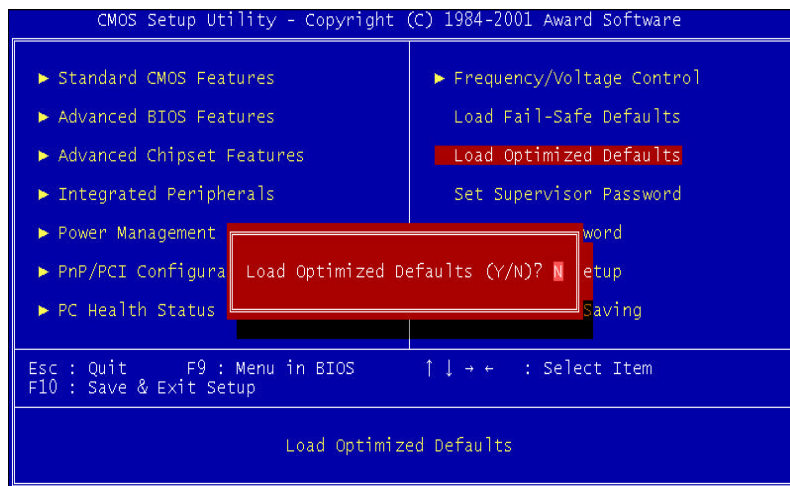 CMOS Setup Utility - Copyright (C) 1984-2001 Award Software
► Standard CMOS Features
► Advanced BIOS Features
► Advanced Chipset Features
► Integrated Peripherals
► Power Management
► PnP/PCI Configura
► PC Health Status
► Frequency/Voltage Control
Load Fail-Safe Defaults
Load Optimized Defaults
Set Supervisor Password
word
etup
Saving
Load Optimized Defaults (Y/N)? N
Esc : Quit F9 : Menu in BIOS ↑ ↓ → ← : Select Item
F10 : Save & Exit Setup
Load Optimized Defaults